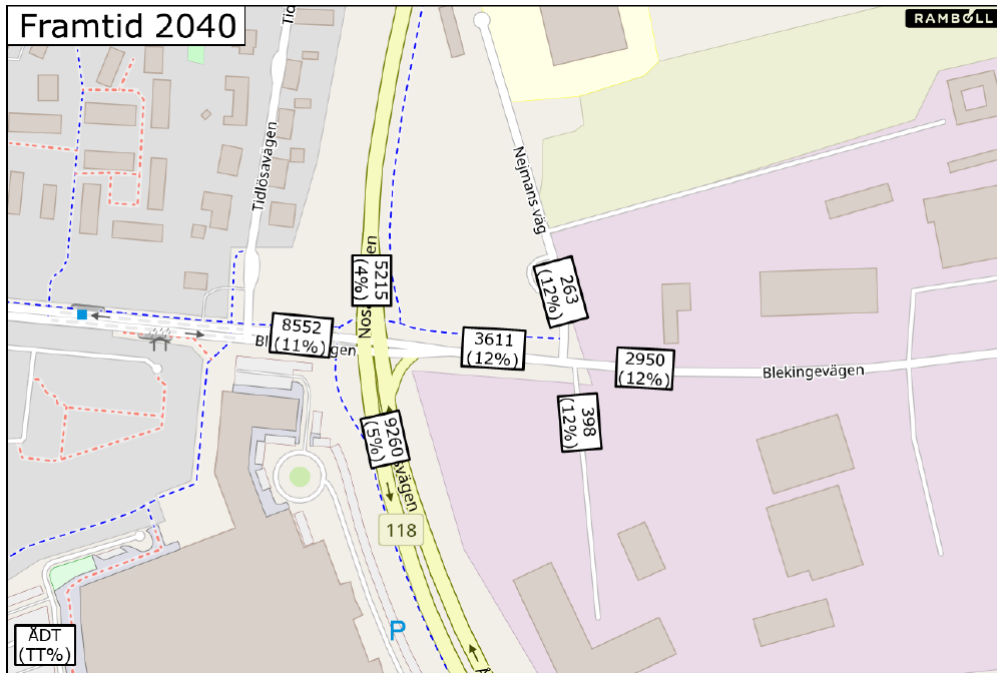 Framtid 2040
RAMBOLL
Tidlösavägen
Nejmans väg
5215
(4%)
263
(12%)
8552
(11%)
3611
(12%)
2950
(12%)
Blekingevägen
398
(12%)
9260
(5%)
118
P
ÅDT
(TT%)